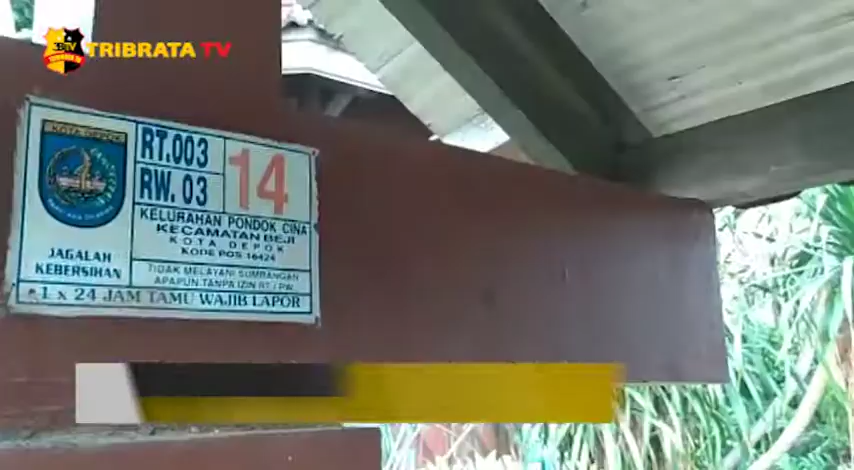 TRIBRATA TV
KOTA DEPOK
RT.003
RW.03
14
KELURAHAN PONDOK CINA
KECAMATAN BEJI
KOTA DEPOK
KODE POS 16424
JAGALAH
KEBERSIHAN
TIDAK MELAYANI SUMBANGAN
APAPUN TANPA IZIN RT / RW
1 x 24 JAM TAMU WAJIB LAPOR